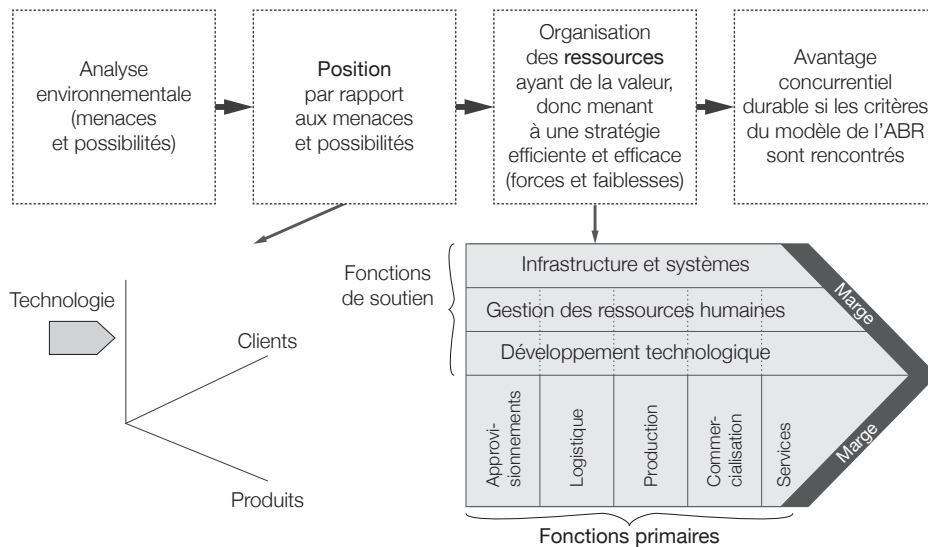 Analyse
environnementale
(menaces
et possibilités)
Position
par rapport
aux menaces
et possibilités
Organisation
des ressources
ayant de la valeur,
donc menant
à une stratégie
efficiente et efficace
(forces et faiblesses)
Avantage
concurrentiel
durable si les critères
du modèle de l'ABR
sont rencontrés
Technologie
Clients
Produits
Fonctions
de soutien
Infrastructure et systèmes
Gestion des ressources humaines
Développement technologique
Approvi-
sionnements
Logistique
Production
Commer-
cialisation
Services
Marge
Marge
Fonctions primaires